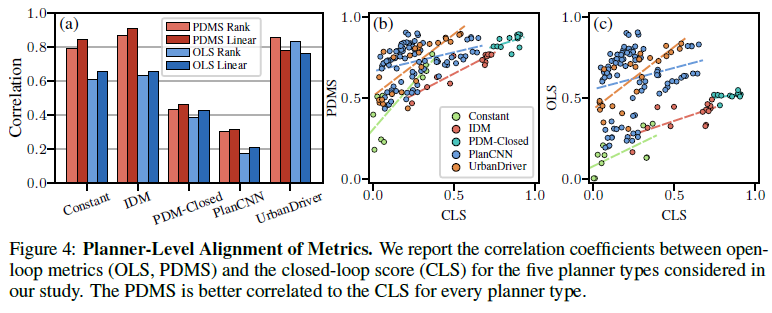 (a)
PDMS Rank
PDMS Linear
OLS Rank
OLS Linear
1.0
0.8
0.6
0.4
0.2
0.0
Correlation
Constant
IDM
PDM-Closed
PlanCNN
UrbanDriver
(b)
1.0
0.5
0.0
PDMS
Constant
IDM
PDM-Closed
PlanCNN
UrbanDriver
0.0 0.5 1.0
CLS
(c)
1.0
0.5
0.0
OLS
0.0 0.5 1.0
CLS
Figure 4: Planner-Level Alignment of Metrics. We report the correlation coefficients between open-
loop metrics (OLS, PDMS) and the closed-loop score (CLS) for the five planner types considered in
our study. The PDMS is better correlated to the CLS for every planner type.